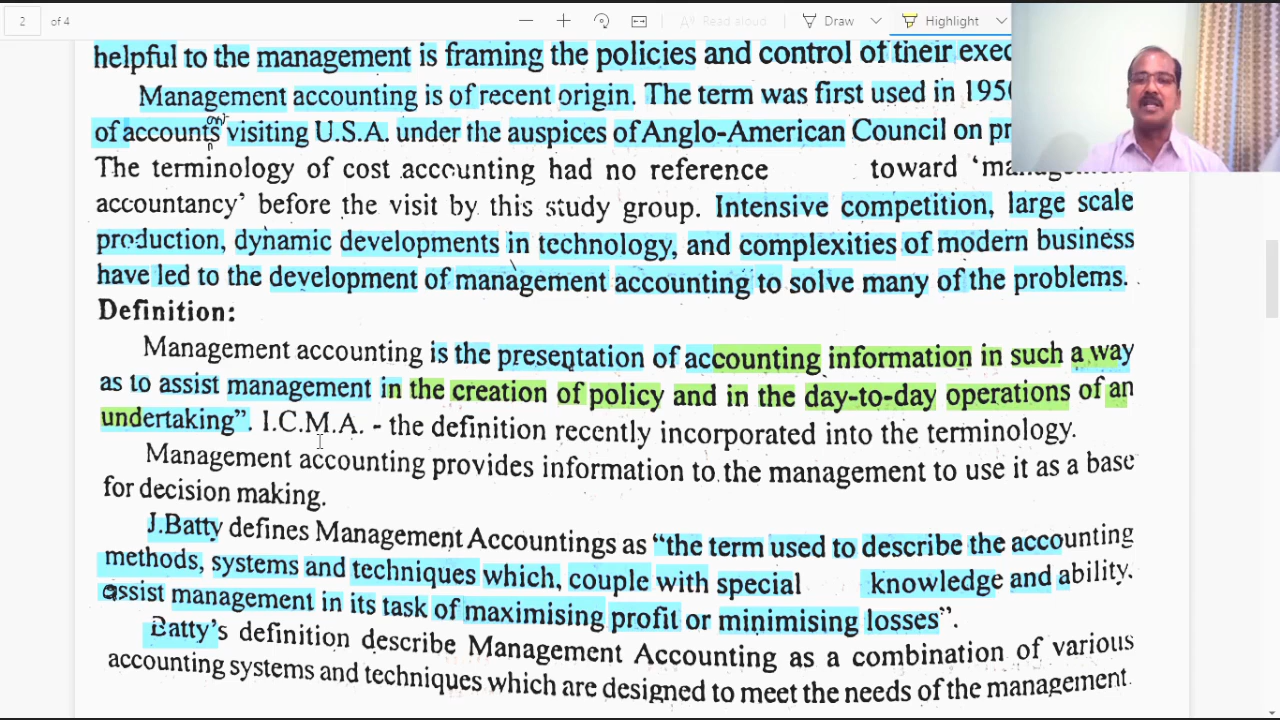 2 of 4 Read aloud Draw Highlight
helpful to the management is framing the policies and control of their
Management accounting is of recent origin. The term was first used in
of accounts visiting U.S.A. under the auspices of Anglo-American Council on
The terminology of cost accounting had no reference toward
accountancy’ before the visit by this study group. Intensive competition, large scale
production, dynamic developments in technology, and complexities of modern business
have led to the development of management accounting to solve many of the problems.
Definition:
Management accounting is the presentation of accounting information in such a way
as to assist management in the creation of policy and in the day-to-day operations of an
undertaking”. I.C.M.A. - the definition recently incorporated into the terminology.
Management accounting provides information to the management to use it as a base
for decision making.
J.Batty defines Management Accountings as “the term used to describe the accounting
methods, systems and techniques which, couple with special knowledge and ability.
assist management in its task of maximising profit or minimising losses”.
Batty’s definition describe Management Accounting as a combination of various
accounting systems and techniques which are designed to meet the needs of the management.